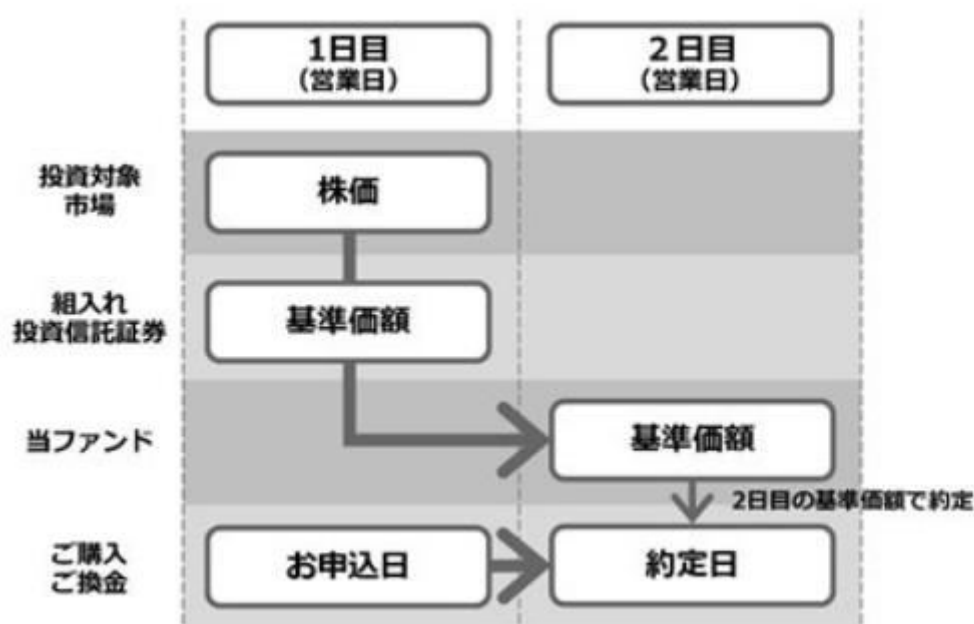 1日目
（営業日）
２日目
（営業日）
投資対象
市場
株価
組入れ
投資信託証券
基準価額
当ファンド
基準価額
2日目の基準価額で約定
ご購入
ご換金
お申込日
約定日